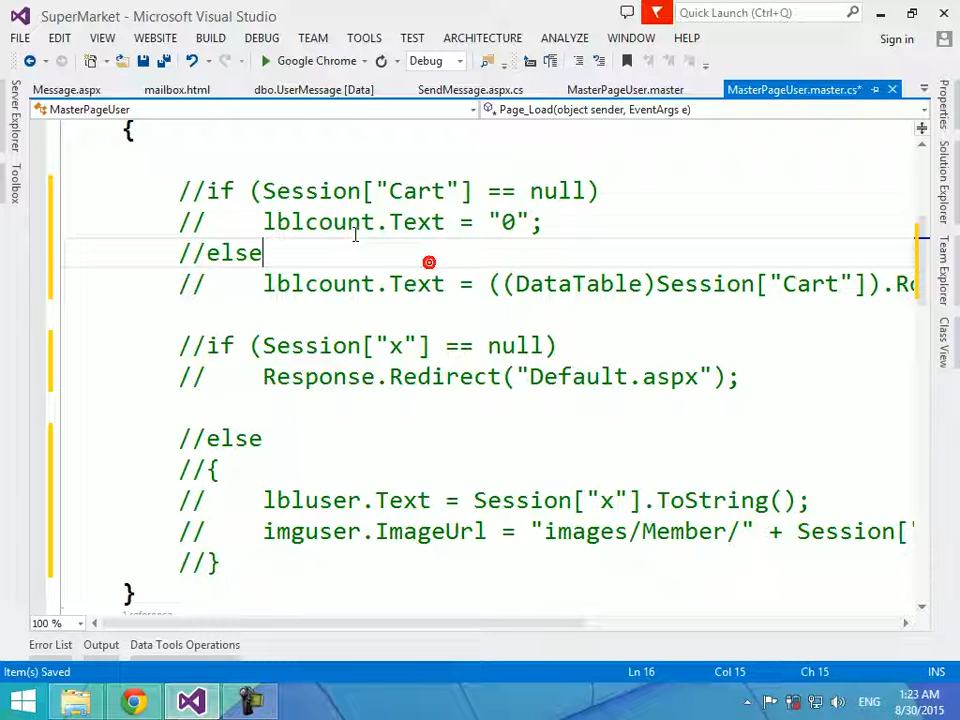 SuperMarket - Microsoft Visual Studio
Quick Launch (Ctrl+Q)
FILE EDIT VIEW WEBSITE BUILD DEBUG TEAM TOOLS TEST ARCHITECTURE ANALYZE WINDOW HELP
Sign in
Google Chrome Debug
Message.aspx mailbox.html dbo.UserMessage [Data] SendMessage.aspx.cs MasterPageUser.master MasterPageUser.master.cs*
MasterPageUser Page_Load(object sender, EventArgs e)
Server Explorer
Toolbox
Properties
Solution Explorer
Team Explorer
Class View
{
//if (Session["Cart"] == null)
// lblcount.Text = "0";
//else
// lblcount.Text = ((DataTable)Session["Cart"]).Ro
//if (Session["x"] == null)
// Response.Redirect("Default.aspx");
//else
//{
// lbluser.Text = Session["x"].ToString();
// imguser.ImageUrl = "images/Member/" + Session["
//}
}
1 reference
100 %
Error List Output Data Tools Operations
Item(s) Saved Ln 16 Col 15 Ch 15 INS
ENG
1:23 AM
8/30/2015